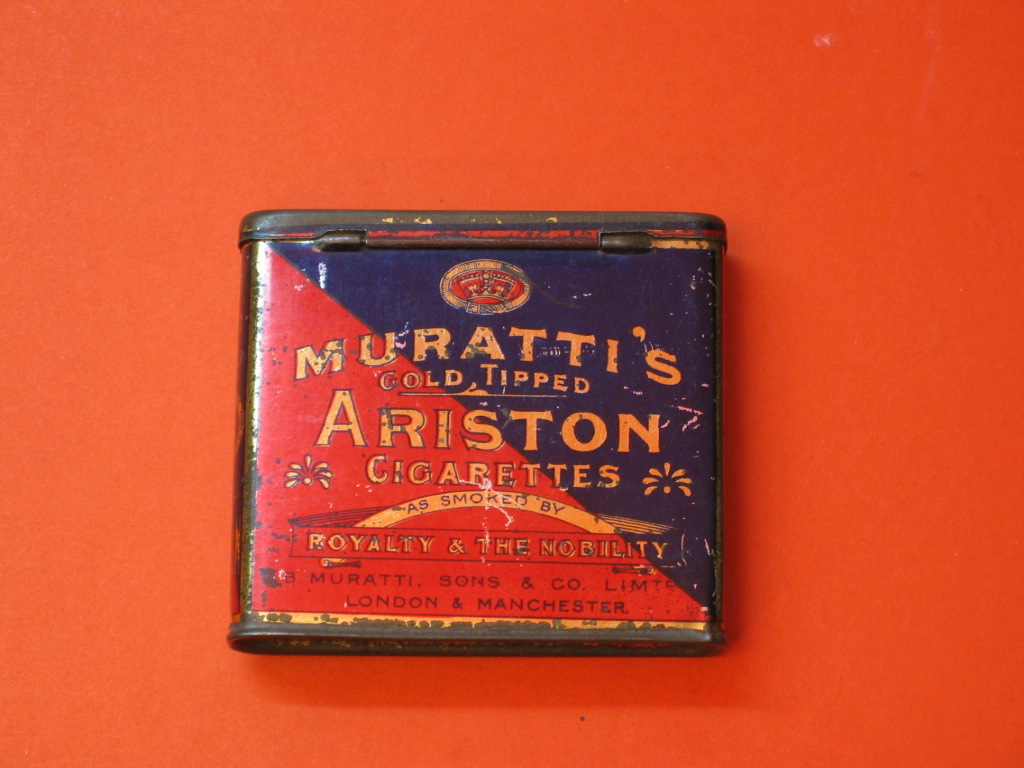 MURATTI'S
GOLD TIPPED
ARISTON
CIGARETTES
AS SMOKED BY
ROYALTY & THE NOBILITY
B. MURATTI, SONS & CO. LIMTD
LONDON & MANCHESTER.